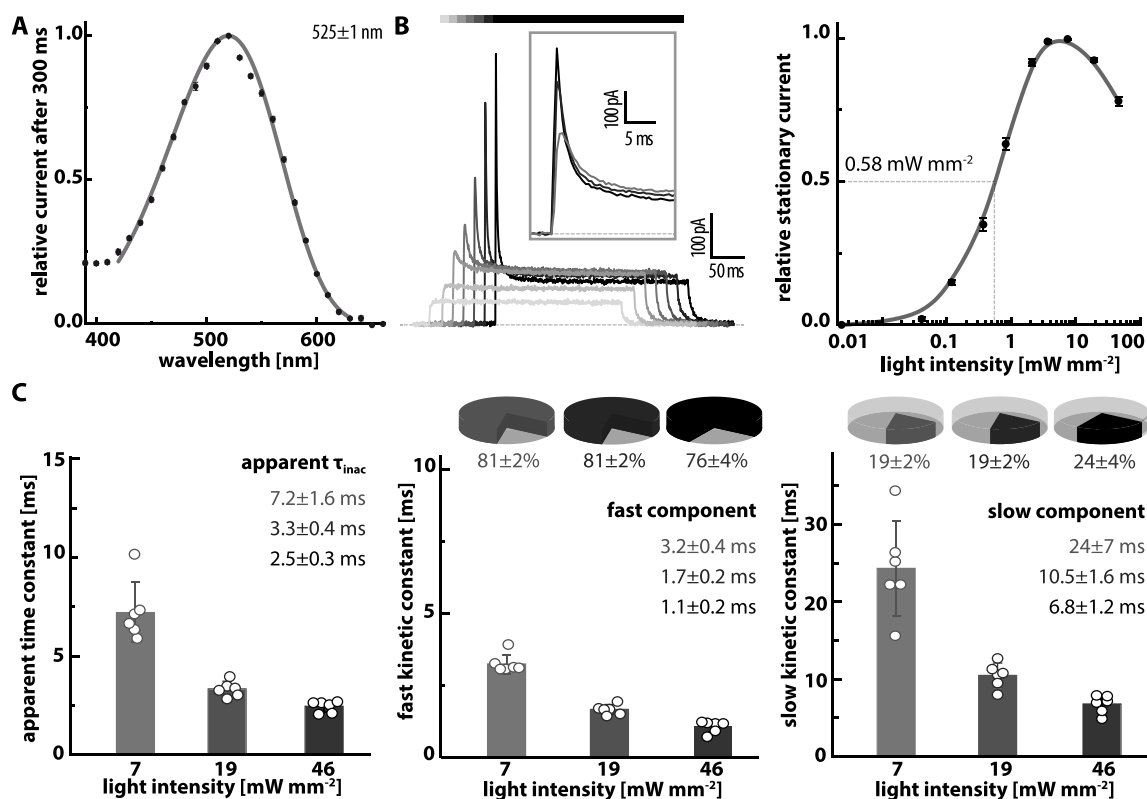 A
525±1 nm
relative current after 300 ms
1.0
0.5
0.0
400
500
600
wavelength [nm]
B
100 pA
5 ms
100 pA
50 ms
relative stationary current
1.0
0.5
0.0
0.58 mW mm⁻²
0.01
0.1
1
10
100
light intensity [mW mm⁻²]
C
apparent time constant [ms]
15
10
5
0
apparent τinac
7.2±1.6 ms
3.3±0.4 ms
2.5±0.3 ms
7
19
46
light intensity [mW mm⁻²]
81±2%
81±2%
76±4%
fast kinetic constant [ms]
10
5
0
fast component
3.2±0.4 ms
1.7±0.2 ms
1.1±0.2 ms
7
19
46
light intensity [mW mm⁻²]
19±2%
19±2%
24±4%
slow kinetic constant [ms]
30
20
10
0
slow component
24±7 ms
10.5±1.6 ms
6.8±1.2 ms
7
19
46
light intensity [mW mm⁻²]